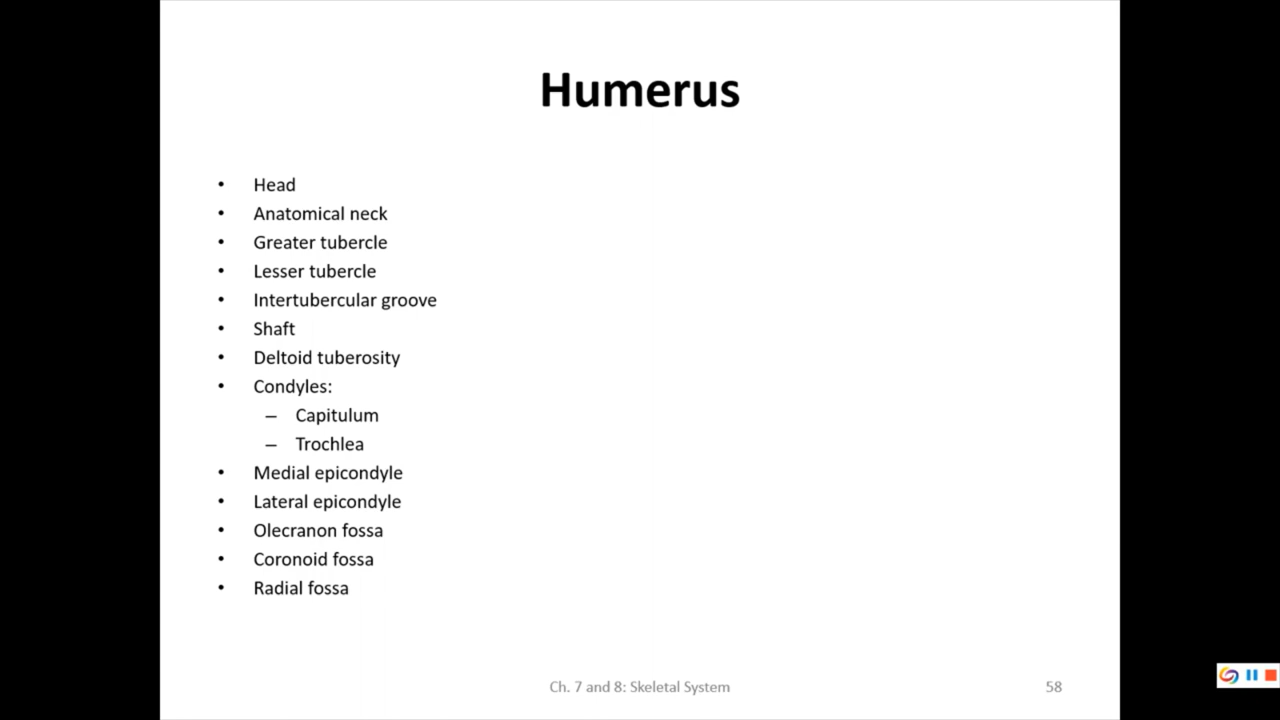 Humerus
• Head
• Anatomical neck
• Greater tubercle
• Lesser tubercle
• Intertubercular groove
• Shaft
• Deltoid tuberosity
• Condyles:
– Capitulum
– Trochlea
• Medial epicondyle
• Lateral epicondyle
• Olecranon fossa
• Coronoid fossa
• Radial fossa
Ch. 7 and 8: Skeletal System
58